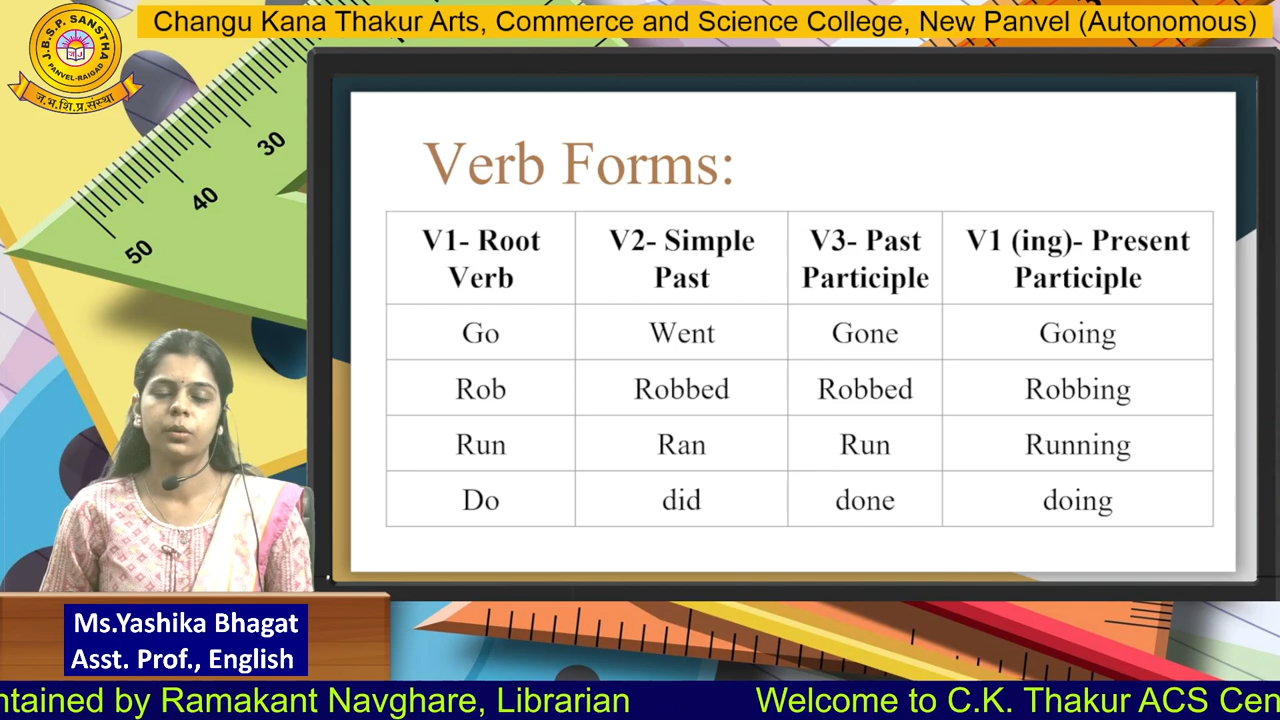 Changu Kana Thakur Arts, Commerce and Science College, New Panvel (Autonomous)
J.B.S.P. SANSTHA
PANVEL-RAIGAD
ज.भ.शि.प्र.संस्था
30
40
50
Verb Forms:
V1- Root Verb | V2- Simple Past | V3- Past Participle | V1 (ing)- Present Participle
Go | Went | Gone | Going
Rob | Robbed | Robbed | Robbing
Run | Ran | Run | Running
Do | did | done | doing
Ms.Yashika Bhagat
Asst. Prof., English
ntained by Ramakant Navghare, Librarian Welcome to C.K. Thakur ACS Cen